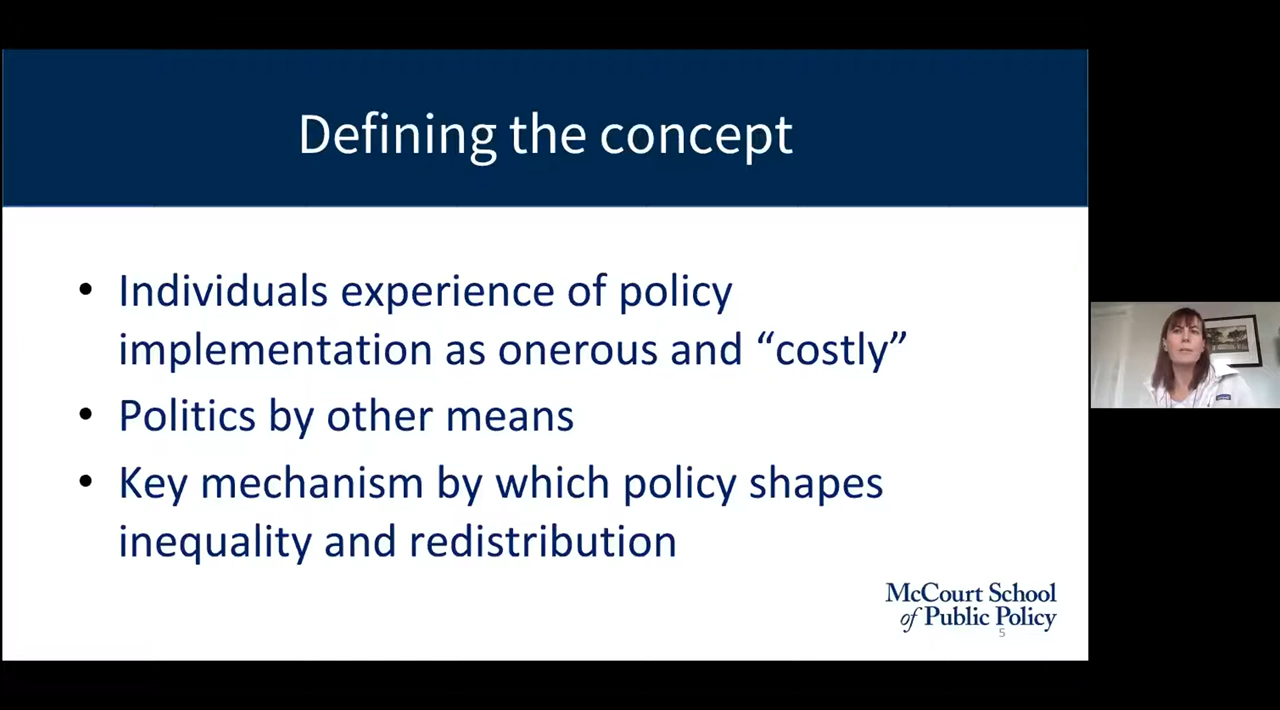 Defining the concept
• Individuals experience of policy
implementation as onerous and “costly”
• Politics by other means
• Key mechanism by which policy shapes
inequality and redistribution
McCourt School
of Public Policy
5